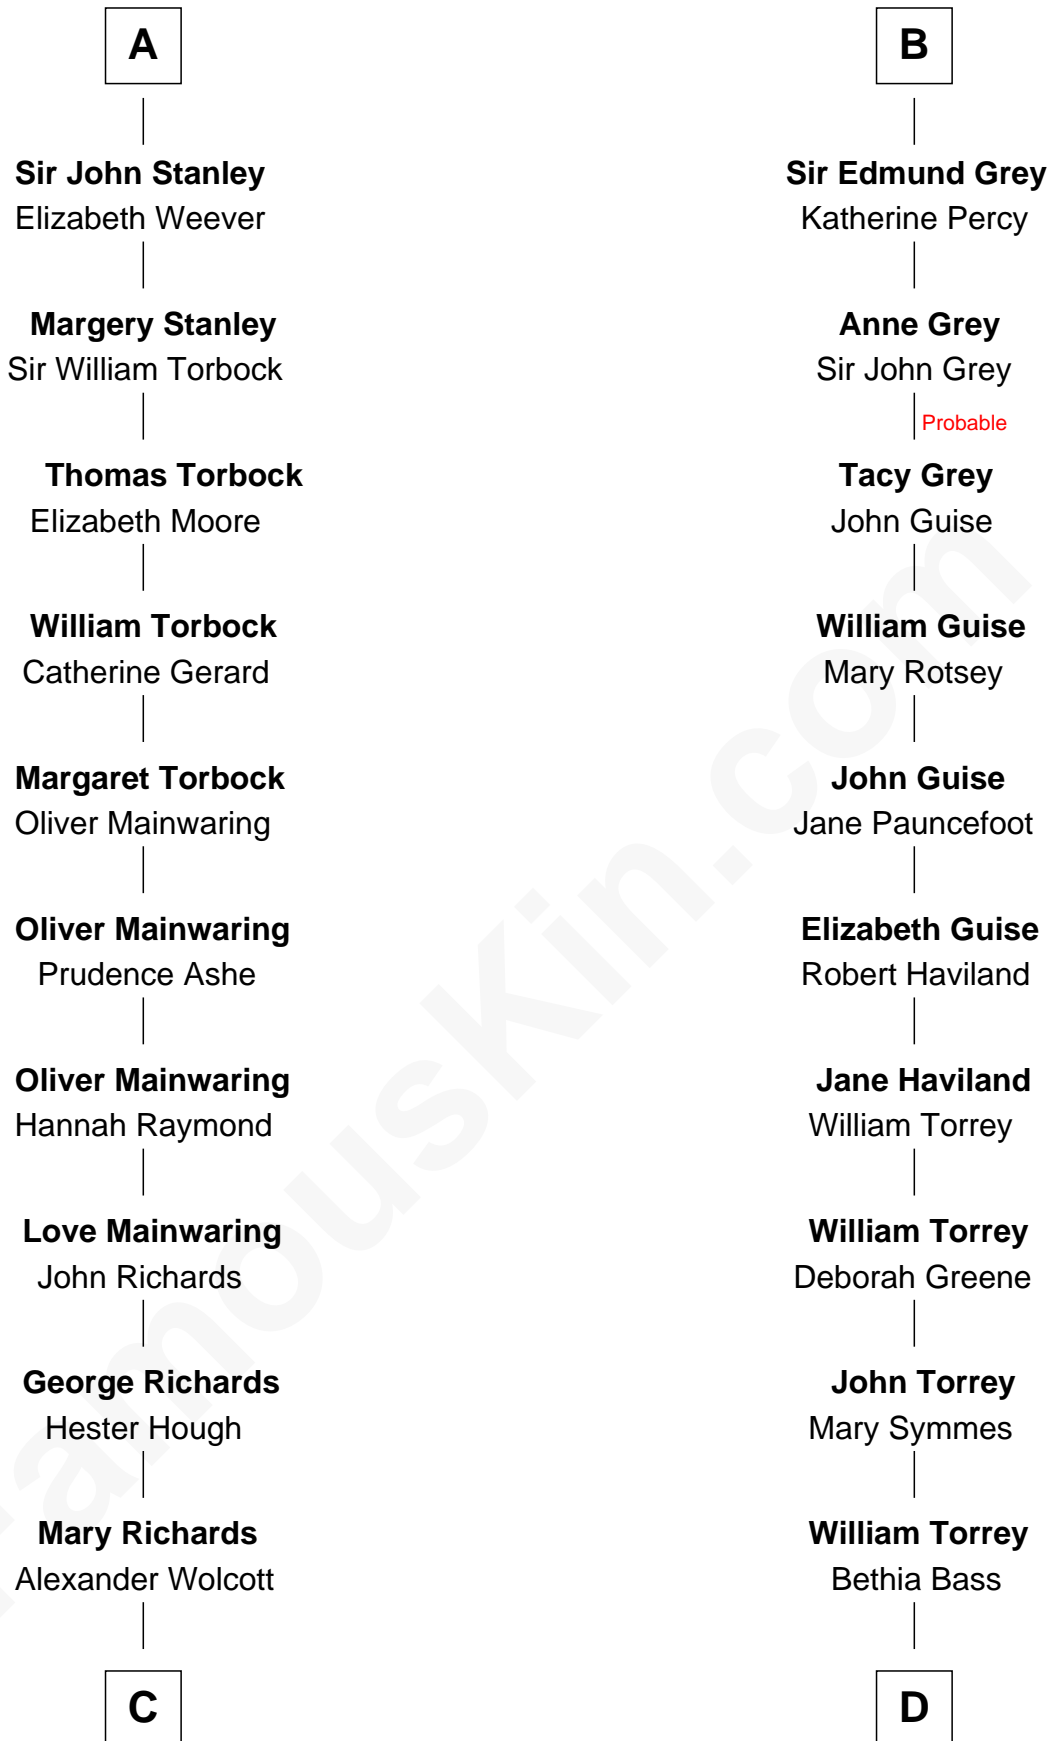 A
Sir John Stanley
Elizabeth Weever
Margery Stanley
Sir William Torbock
Thomas Torbock
Elizabeth Moore
William Torbock
Catherine Gerard
Margaret Torbock
Oliver Mainwaring
Oliver Mainwaring
Prudence Ashe
Oliver Mainwaring
Hannah Raymond
Love Mainwaring
John Richards
George Richards
Hester Hough
Mary Richards
Alexander Wolcott
C
B
Sir Edmund Grey
Katherine Percy
Anne Grey
Sir John Grey
Probable
Tacy Grey
John Guise
William Guise
Mary Rotsey
John Guise
Jane Pauncefoot
Elizabeth Guise
Robert Haviland
Jane Haviland
William Torrey
William Torrey
Deborah Greene
John Torrey
Mary Symmes
William Torrey
Bethia Bass
D
FamousKin.com